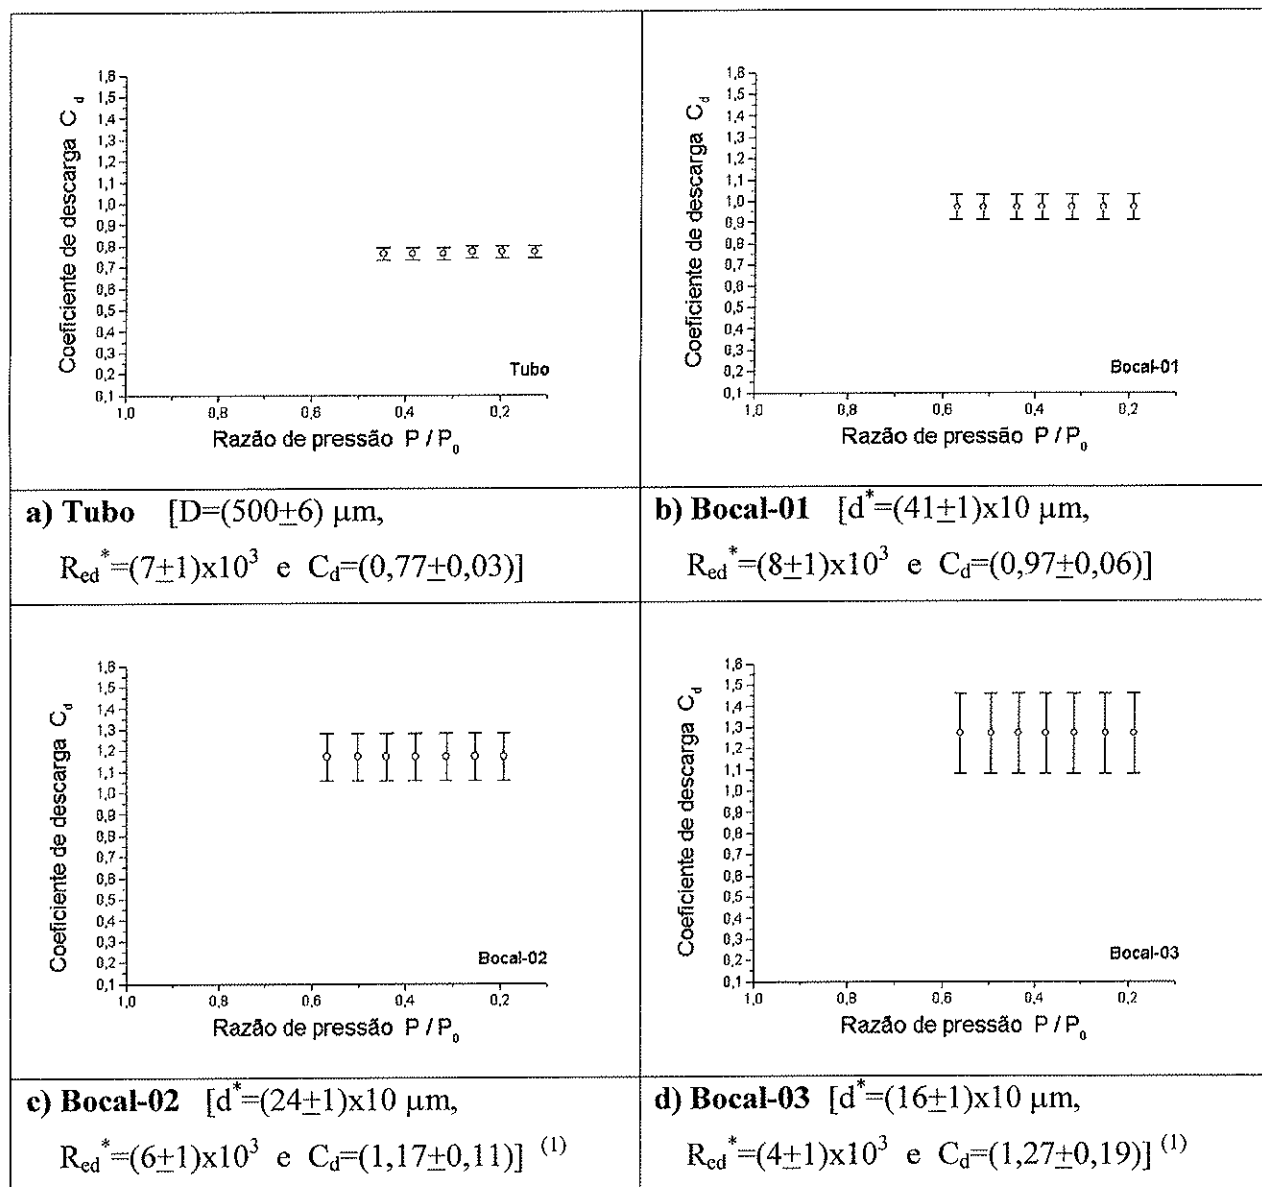 Coeficiente de descarga C_d
1,6
1,5
1,4
1,3
1,2
1,1
1,0
0,9
0,8
0,7
0,6
0,5
0,4
0,3
0,2
0,1
1,0 0,8 0,6 0,4 0,2
Tubo
Razão de pressão P / P_0
Coeficiente de descarga C_d
1,6
1,5
1,4
1,3
1,2
1,1
1,0
0,9
0,8
0,7
0,6
0,5
0,4
0,3
0,2
0,1
1,0 0,8 0,6 0,4 0,2
Bocal-01
Razão de pressão P / P_0
a) Tubo [D=(500±6) μm,
R_ed*=(7±1)x10³ e C_d=(0,77±0,03)]
b) Bocal-01 [d*=(41±1)x10 μm,
R_ed*=(8±1)x10³ e C_d=(0,97±0,06)]
Coeficiente de descarga C_d
1,6
1,5
1,4
1,3
1,2
1,1
1,0
0,9
0,8
0,7
0,6
0,5
0,4
0,3
0,2
0,1
1,0 0,8 0,6 0,4 0,2
Bocal-02
Razão de pressão P / P_0
Coeficiente de descarga C_d
1,6
1,5
1,4
1,3
1,2
1,1
1,0
0,9
0,8
0,7
0,6
0,5
0,4
0,3
0,2
0,1
1,0 0,8 0,6 0,4 0,2
Bocal-03
Razão de pressão P / P_0
c) Bocal-02 [d*=(24±1)x10 μm,
R_ed*=(6±1)x10³ e C_d=(1,17±0,11)] (1)
d) Bocal-03 [d*=(16±1)x10 μm,
R_ed*=(4±1)x10³ e C_d=(1,27±0,19)] (1)